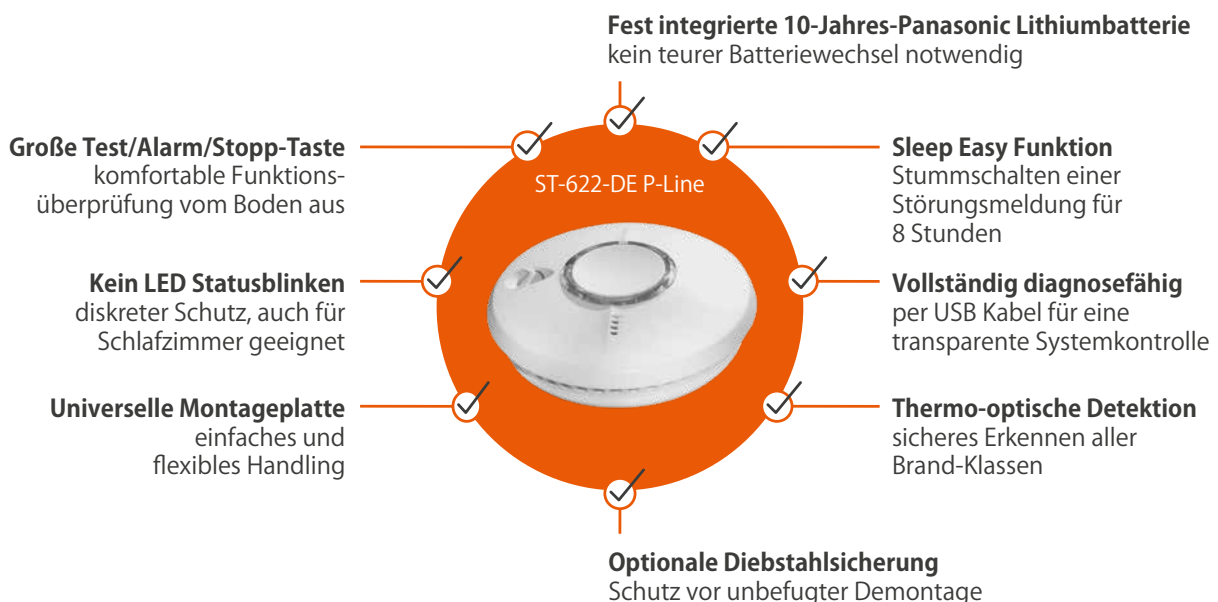 Fest integrierte 10-Jahres-Panasonic Lithiumbatterie
kein teurer Batteriewechsel notwendig
Große Test/Alarm/Stopp-Taste
komfortable Funktions-
überprüfung vom Boden aus
Sleep Easy Funktion
Stummschalten einer
Störungsmeldung für
8 Stunden
ST-622-DE P-Line
Kein LED Statusblinken
diskreter Schutz, auch für
Schlafzimmer geeignet
Vollständig diagnosefähig
per USB Kabel für eine
transparente Systemkontrolle
Universelle Montageplatte
einfaches und
flexibles Handling
Thermo-optische Detektion
sicheres Erkennen aller
Brand-Klassen
Optionale Diebstahlsicherung
Schutz vor unbefugter Demontage